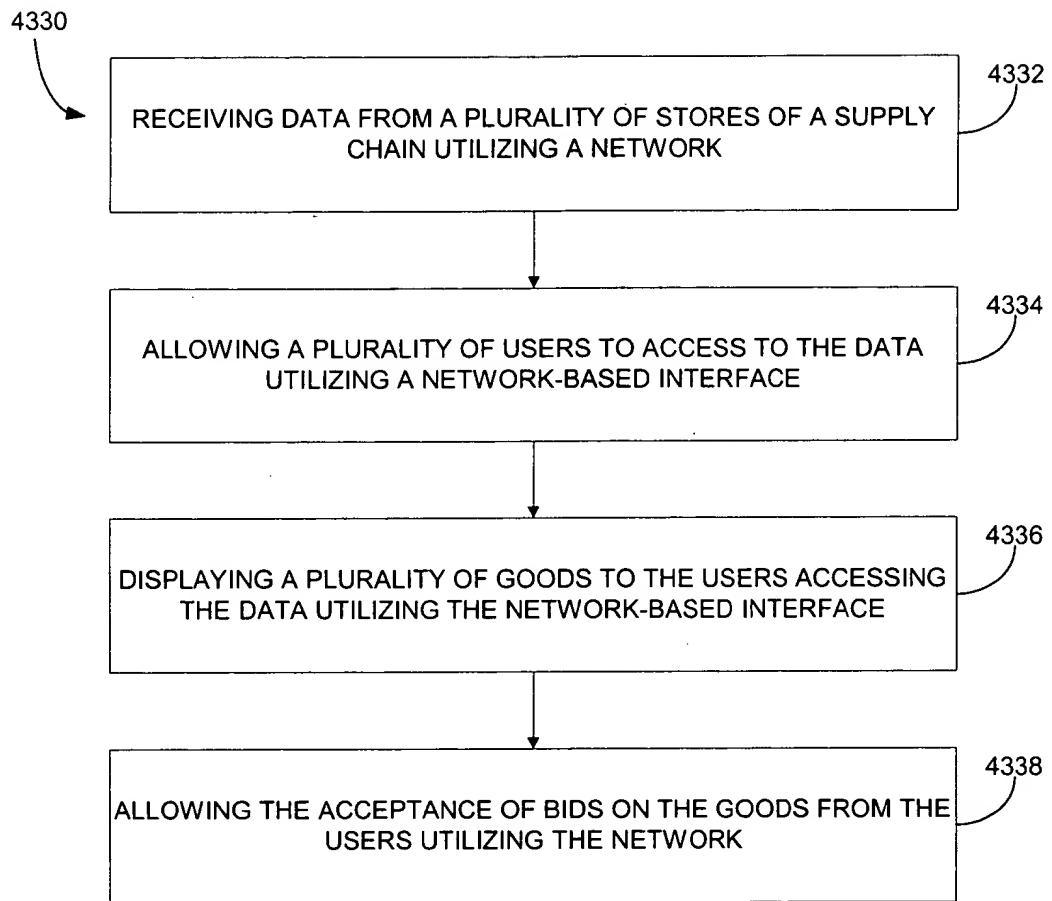 4330
4332
RECEIVING DATA FROM A PLURALITY OF STORES OF A SUPPLY
CHAIN UTILIZING A NETWORK
4334
ALLOWING A PLURALITY OF USERS TO ACCESS TO THE DATA
UTILIZING A NETWORK-BASED INTERFACE
4336
DISPLAYING A PLURALITY OF GOODS TO THE USERS ACCESSING
THE DATA UTILIZING THE NETWORK-BASED INTERFACE
4338
ALLOWING THE ACCEPTANCE OF BIDS ON THE GOODS FROM THE
USERS UTILIZING THE NETWORK